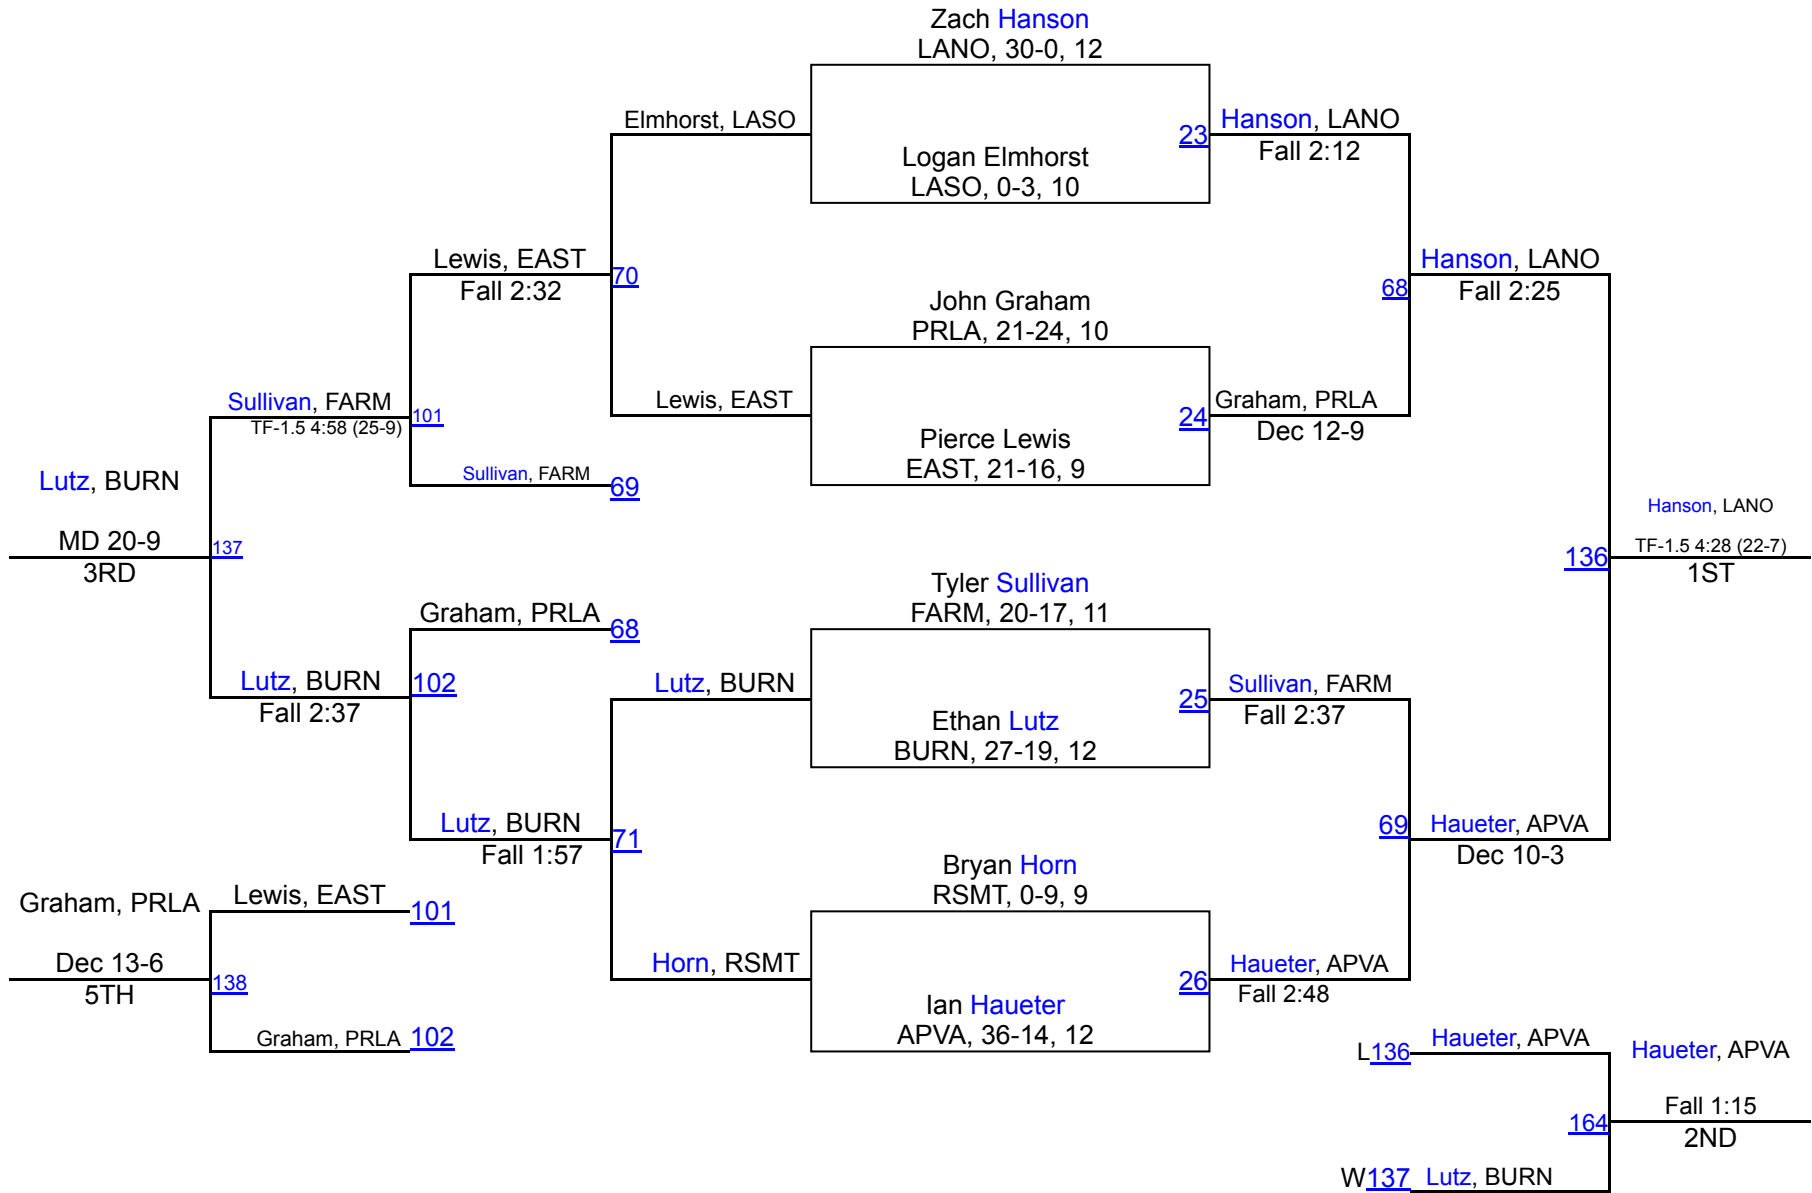 Zach Hanson
LANO, 30-0, 12
Elmhorst, LASO
23
Hanson, LANO
Fall 2:12
Logan Elmhorst
LASO, 0-3, 10
Lewis, EAST
Fall 2:32
70
Hanson, LANO
Fall 2:25
68
John Graham
PRLA, 21-24, 10
Sullivan, FARM
TF-1.5 4:58 (25-9)
101
Lewis, EAST
24
Graham, PRLA
Dec 12-9
Pierce Lewis
EAST, 21-16, 9
Sullivan, FARM
69
Lutz, BURN
MD 20-9
3RD
137
Hanson, LANO
136
TF-1.5 4:28 (22-7)
1ST
Tyler Sullivan
FARM, 20-17, 11
Graham, PRLA
68
Lutz, BURN
Fall 2:37
102
Lutz, BURN
25
Sullivan, FARM
Fall 2:37
Ethan Lutz
BURN, 27-19, 12
Lutz, BURN
Fall 1:57
71
69
Haueter, APVA
Dec 10-3
Bryan Horn
RSMT, 0-9, 9
Graham, PRLA
Lewis, EAST
101
Dec 13-6
5TH
138
Horn, RSMT
26
Haueter, APVA
Fall 2:48
Ian Haueter
APVA, 36-14, 12
Graham, PRLA
102
L136
Haueter, APVA
Haueter, APVA
164
Fall 1:15
2ND
W137
Lutz, BURN